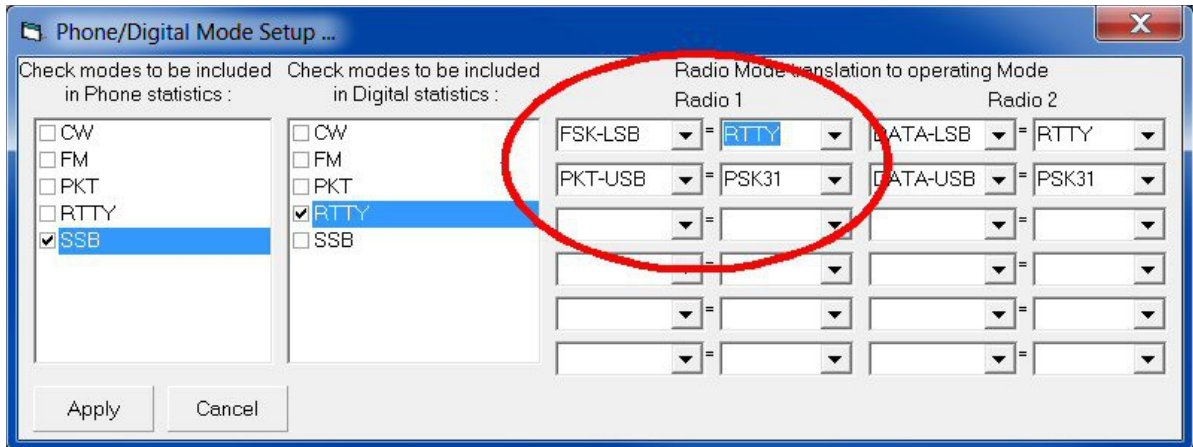 Phone/Digital Mode Setup ...
Check modes to be included
in Phone statistics :
CW
FM
PKT
RTTY
SSB
Check modes to be included
in Digital statistics :
CW
FM
PKT
RTTY
SSB
Radio Mode translation to operating Mode
Radio 1 Radio 2
FSK-LSB = RTTY DATA-LSB = RTTY
PKT-USB = PSK31 DATA-USB = PSK31
= =
= =
= =
= =
Apply Cancel